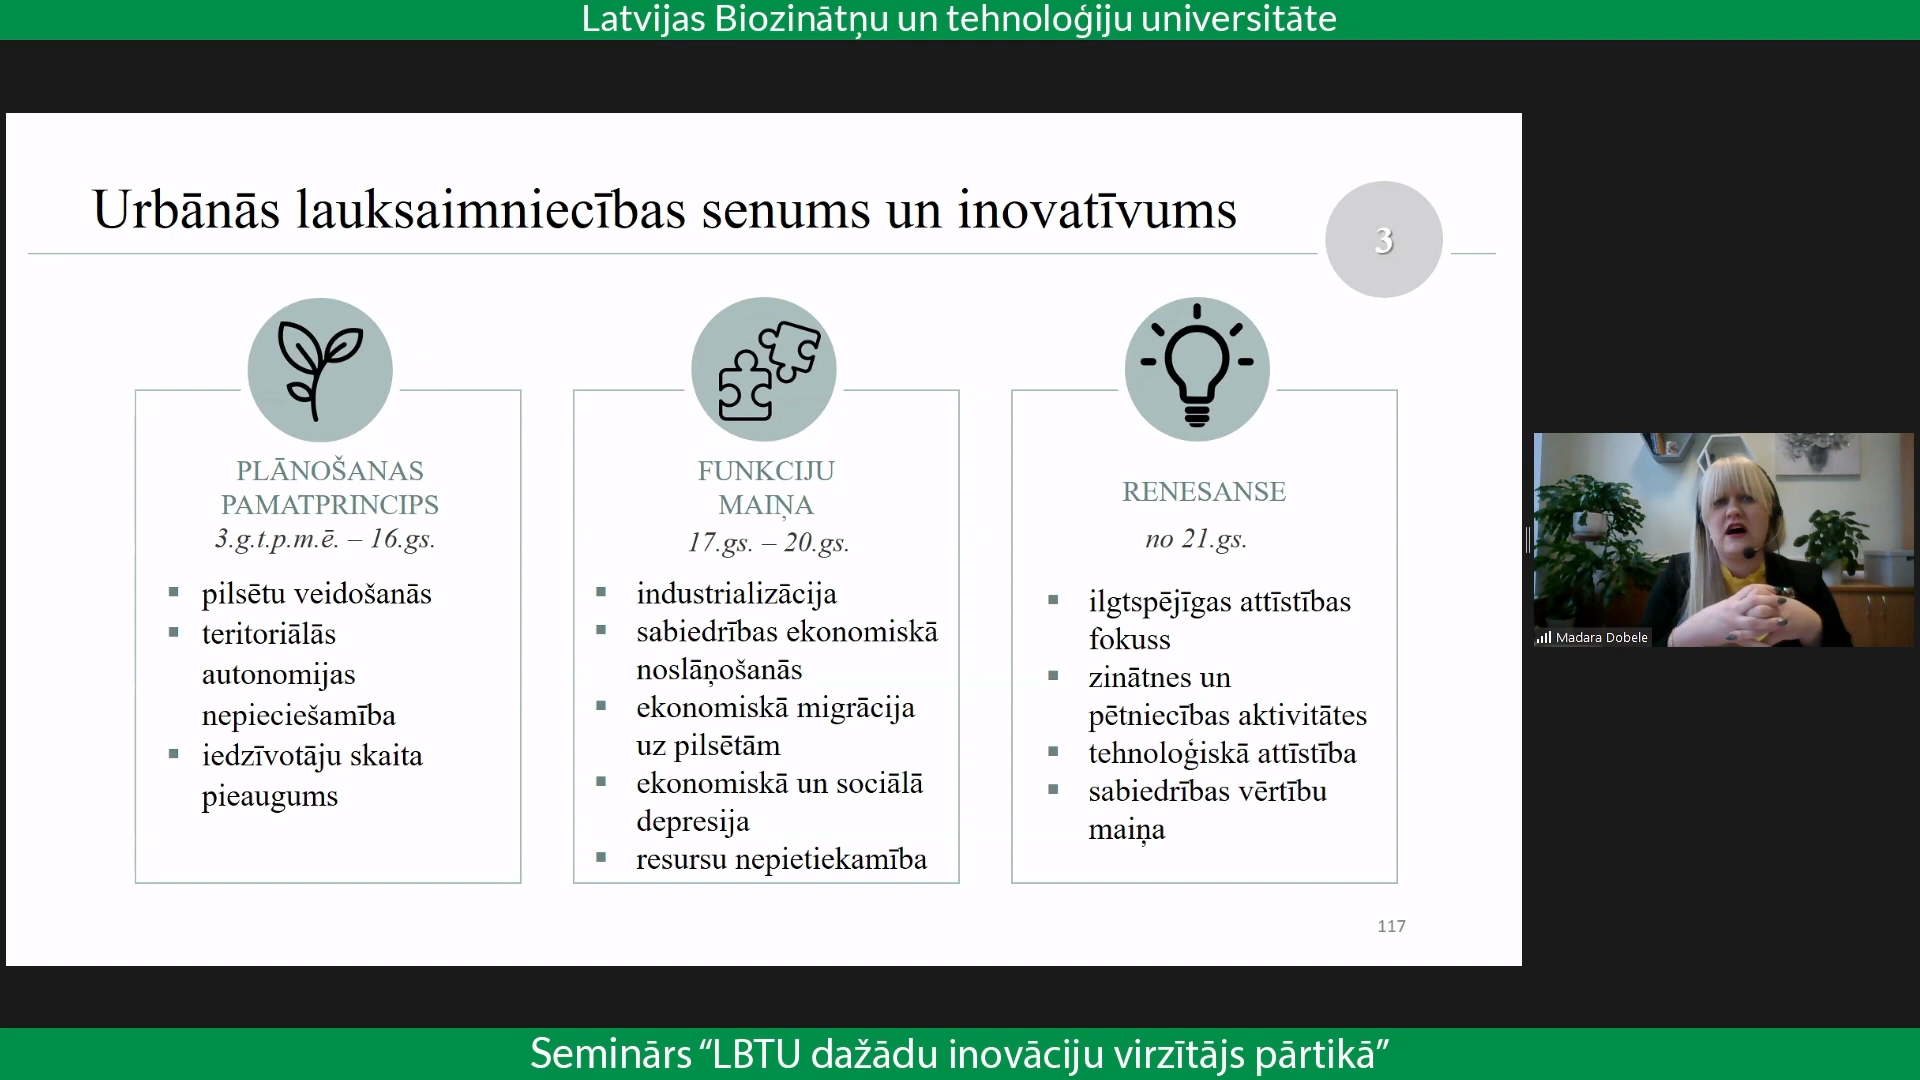 Latvijas Biozinātņu un tehnoloģiju universitāte
Urbānās lauksaimniecības senums un inovatīvums
3
PLĀNOŠANAS
PAMATPRINCIPS
3.g.t.p.m.ē. – 16.gs.
▪ pilsētu veidošanās
▪ teritoriālās
autonomijas
nepieciešamība
▪ iedzīvotāju skaita
pieaugums
FUNKCIJU
MAIŅA
17.gs. – 20.gs.
▪ industrializācija
▪ sabiedrības ekonomiskā
noslāņošanās
▪ ekonomiskā migrācija
uz pilsētām
▪ ekonomiskā un sociālā
depresija
▪ resursu nepietiekamība
RENESANSE
no 21.gs.
▪ ilgtspējīgas attīstības
fokuss
▪ zinātnes un
pētniecības aktivitātes
▪ tehnoloģiskā attīstība
▪ sabiedrības vērtību
maiņa
117
Madara Dobele
Seminārs “LBTU dažādu inovāciju virzītājs pārtikā”